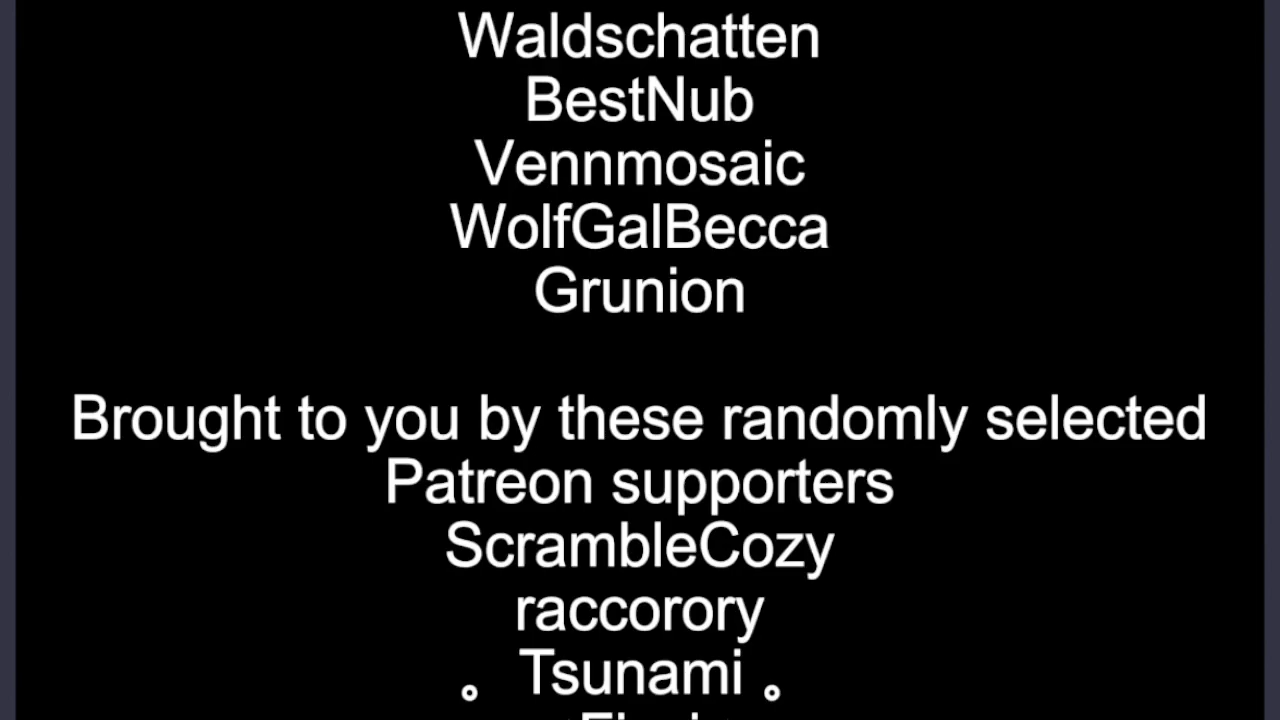 Waldschatten
BestNub
Vennmosaic
WolfGalBecca
Grunion
Brought to you by these randomly selected
Patreon supporters
ScrambleCozy
raccorory
。Tsunami 。